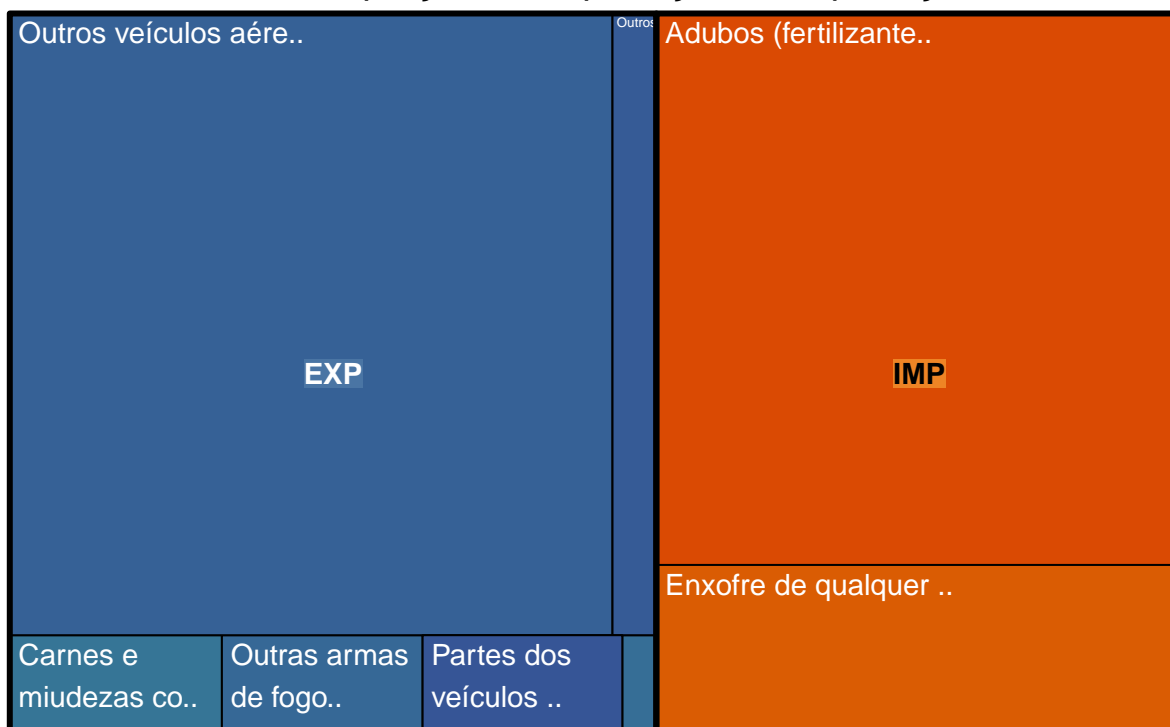 Outros veículos aére..
Outros
Adubos (fertilizante..
EXP
IMP
Enxofre de qualquer ..
Carnes e
miudezas co..
Outras armas
de fogo..
Partes dos
veículos ..